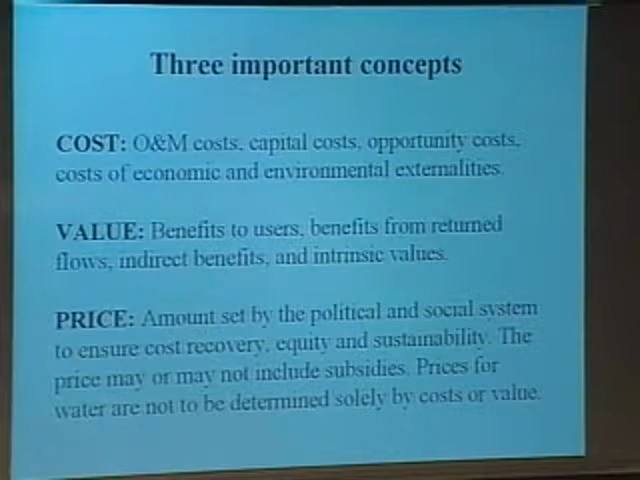 Three important concepts
COST: O&M costs, capital costs, opportunity costs,
costs of economic and environmental externalities.
VALUE: Benefits to users, benefits from returned
flows, indirect benefits, and intrinsic values.
PRICE: Amount set by the political and social system
to ensure cost recovery, equity and sustainability. The
price may or may not include subsidies. Prices for
water are not to be determined solely by costs or value.